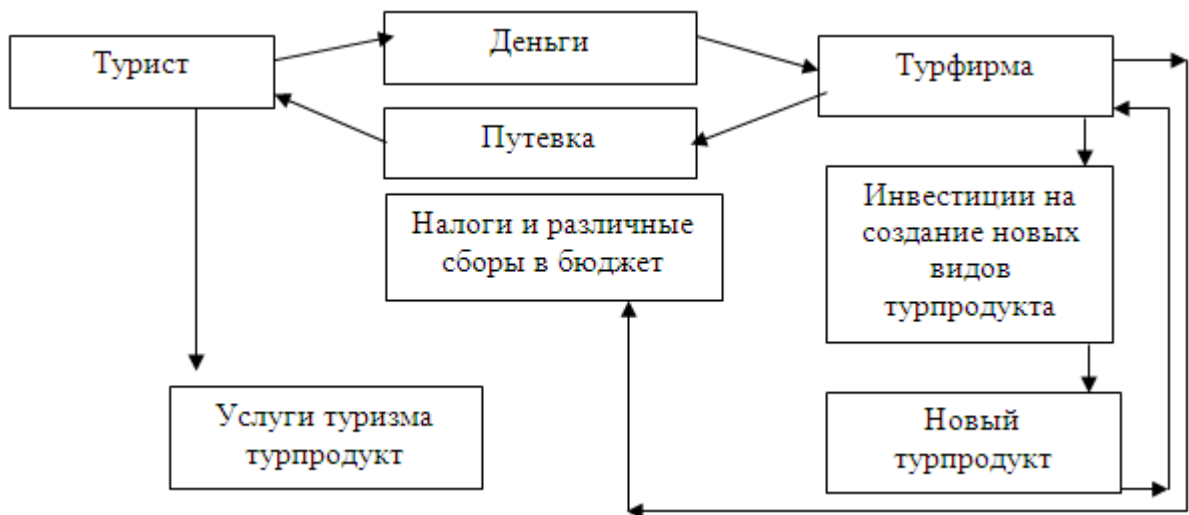 Турист
Деньги
Турфирма
Путевка
Налоги и различные
сборы в бюджет
Инвестиции на
создание новых
видов
турпродукта
Услуги туризма
турпродукт
Новый
турпродукт